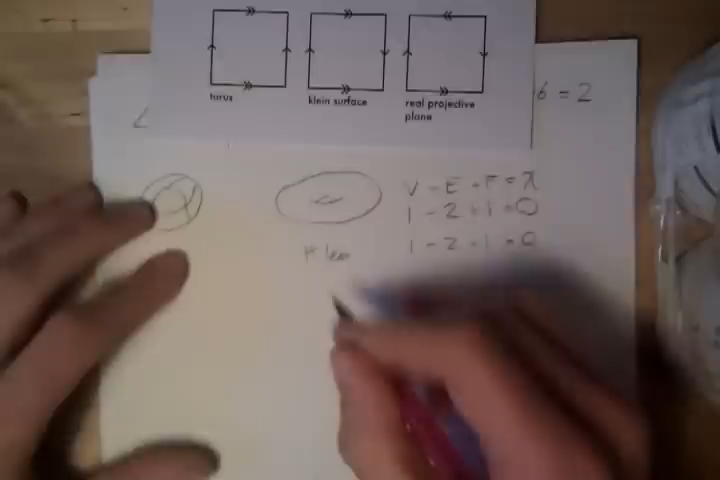 torus
klein surface
real projective
plane
6 = 2
V - E + F = χ
1 - 2 + 1 = 0
1 - 2 + 1 = 0